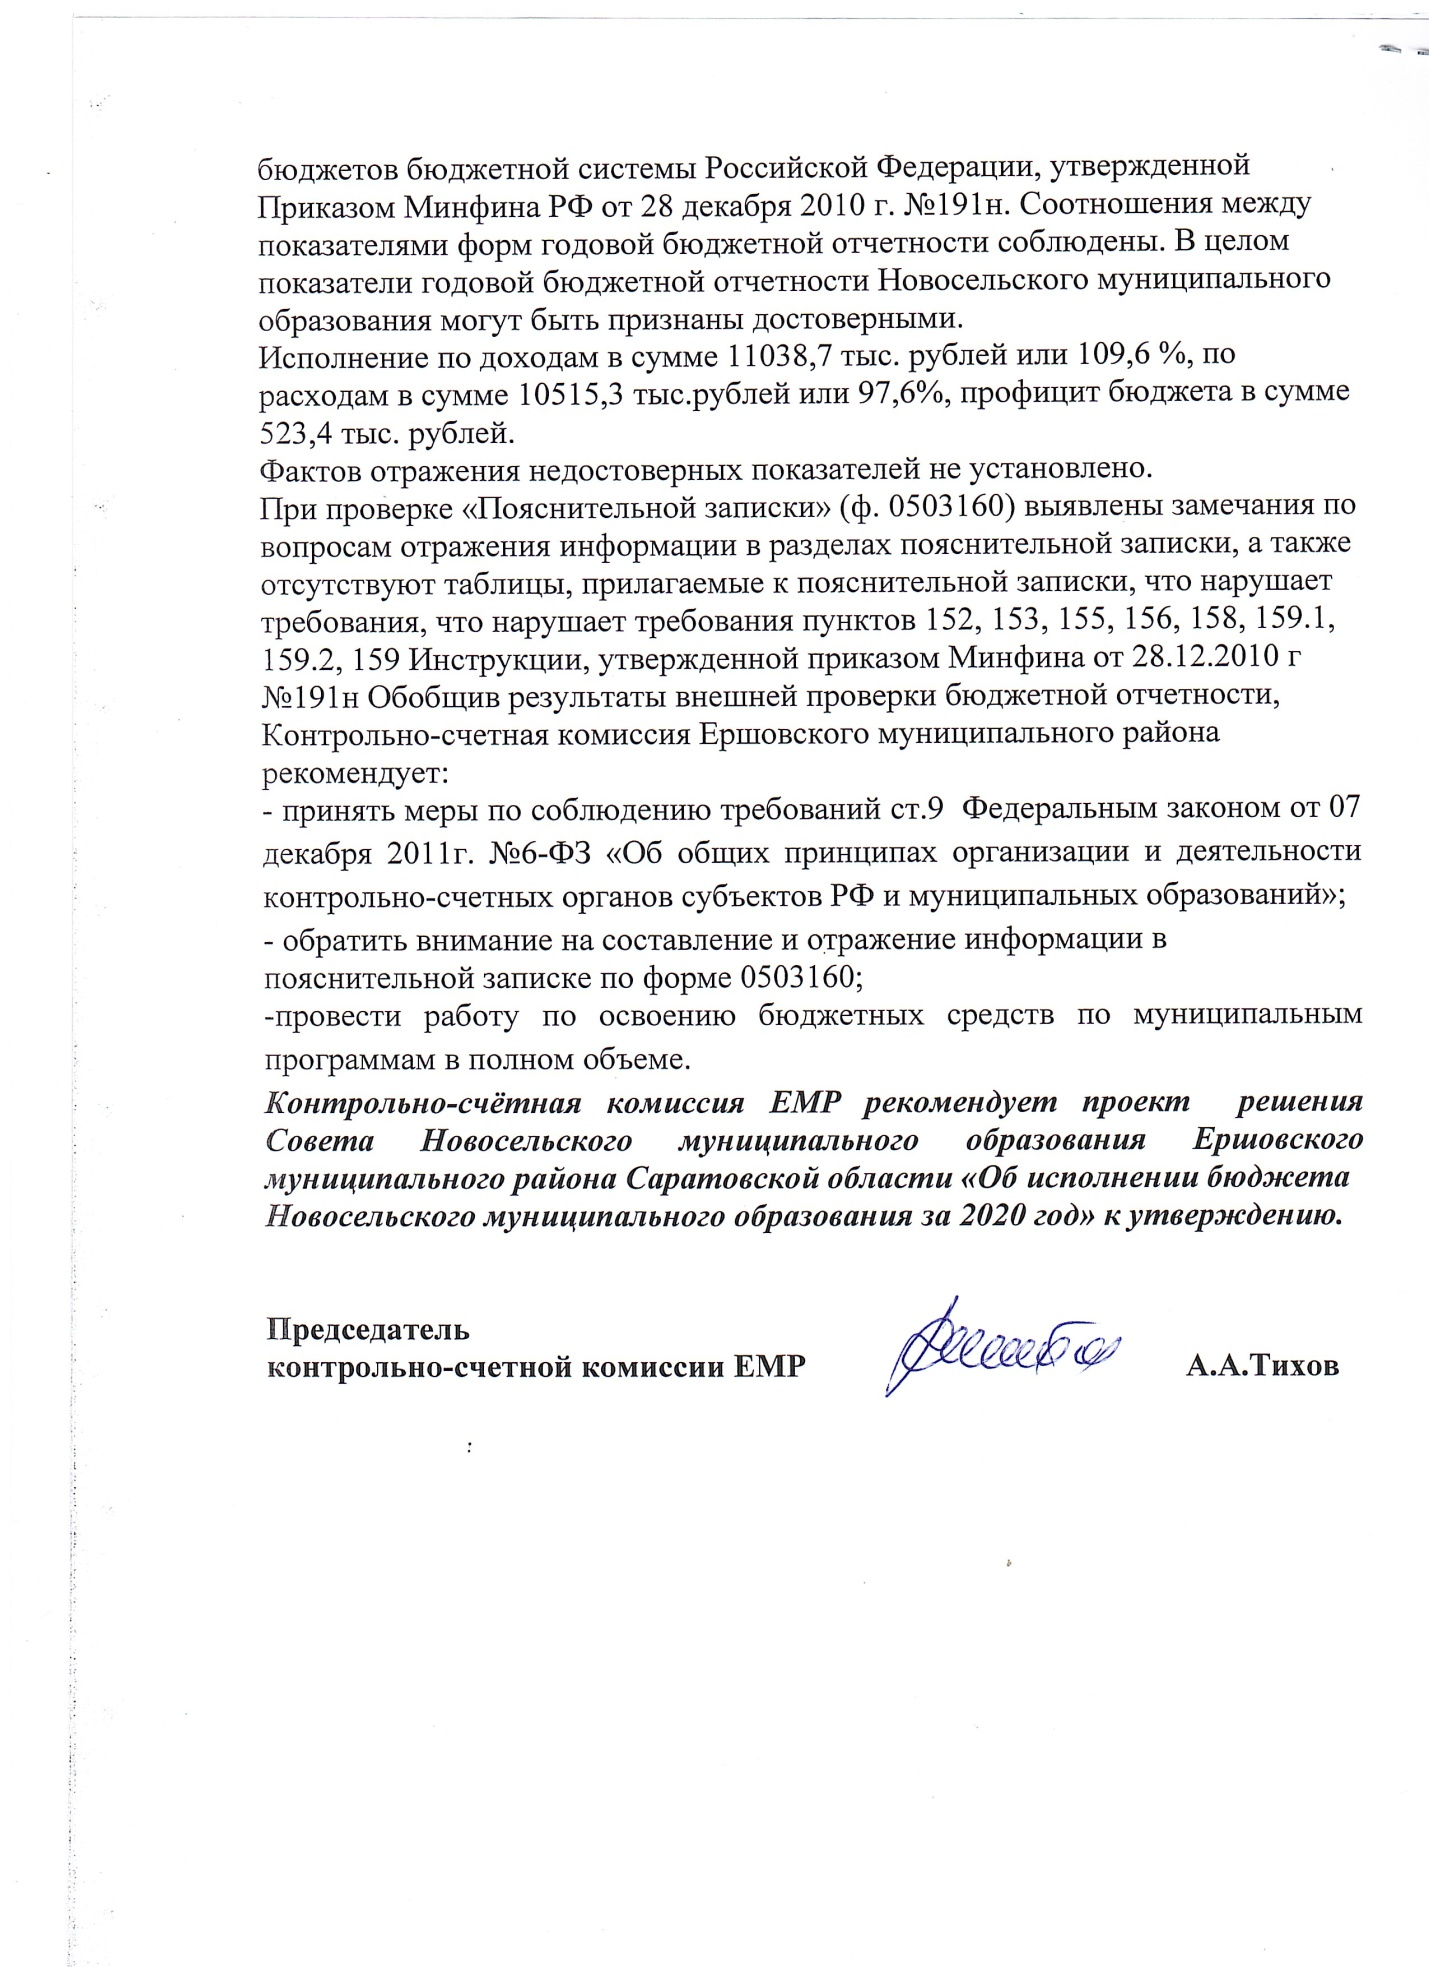 бюджетов бюджетной системы Российской Федерации, утвержденной
Приказом Минфина РФ от 28 декабря 2010 г. №191н. Соотношения между
показателями форм годовой бюджетной отчетности соблюдены. В целом
показатели годовой бюджетной отчетности Новосельского муниципального
образования могут быть признаны достоверными.
Исполнение по доходам в сумме 11038,7 тыс. рублей или 109,6 %, по
расходам в сумме 10515,3 тыс.рублей или 97,6%, профицит бюджета в сумме
523,4 тыс. рублей.
Фактов отражения недостоверных показателей не установлено.
При проверке «Пояснительной записки» (ф. 0503160) выявлены замечания по
вопросам отражения информации в разделах пояснительной записки, а также
отсутствуют таблицы, прилагаемые к пояснительной записки, что нарушает
требования, что нарушает требования пунктов 152, 153, 155, 156, 158, 159.1,
159.2, 159 Инструкции, утвержденной приказом Минфина от 28.12.2010 г
№191н Обобщив результаты внешней проверки бюджетной отчетности,
Контрольно-счетная комиссия Ершовского муниципального района
рекомендует:
- принять меры по соблюдению требований ст.9 Федеральным законом от 07
декабря 2011г. №6-ФЗ «Об общих принципах организации и деятельности
контрольно-счетных органов субъектов РФ и муниципальных образований»;
- обратить внимание на составление и отражение информации в
пояснительной записке по форме 0503160;
-провести работу по освоению бюджетных средств по муниципальным
программам в полном объеме.
Контрольно-счётная комиссия ЕМР рекомендует проект решения
Совета Новосельского муниципального образования Ершовского
муниципального района Саратовской области «Об исполнении бюджета
Новосельского муниципального образования за 2020 год» к утверждению.
Председатель
контрольно-счетной комиссии ЕМР А.А.Тихов